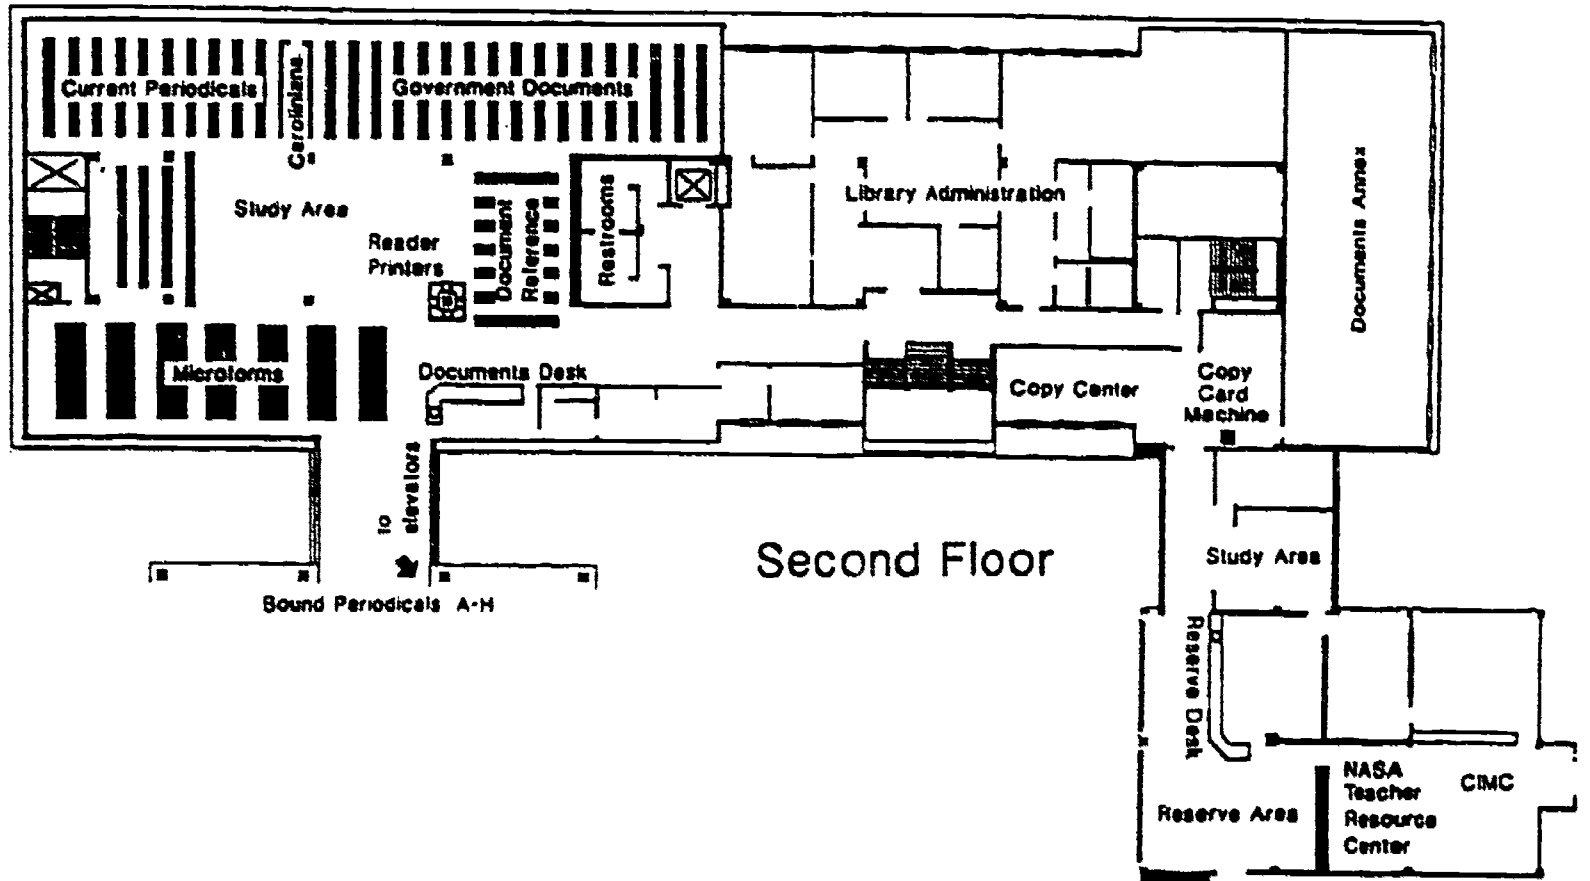 Current Periodicals
Caroliniana
Government Documents
Study Area
Reader
Printers
Document
Reference
Restrooms
Library Administration
Documents Annex
Microforms
Documents Desk
Copy Center
Copy
Card
Machine
to
elevators
Bound Periodicals A-H
Second Floor
Study Area
Reserve Desk
Reserve Area
NASA
Teacher
Resource
Center
CIMC